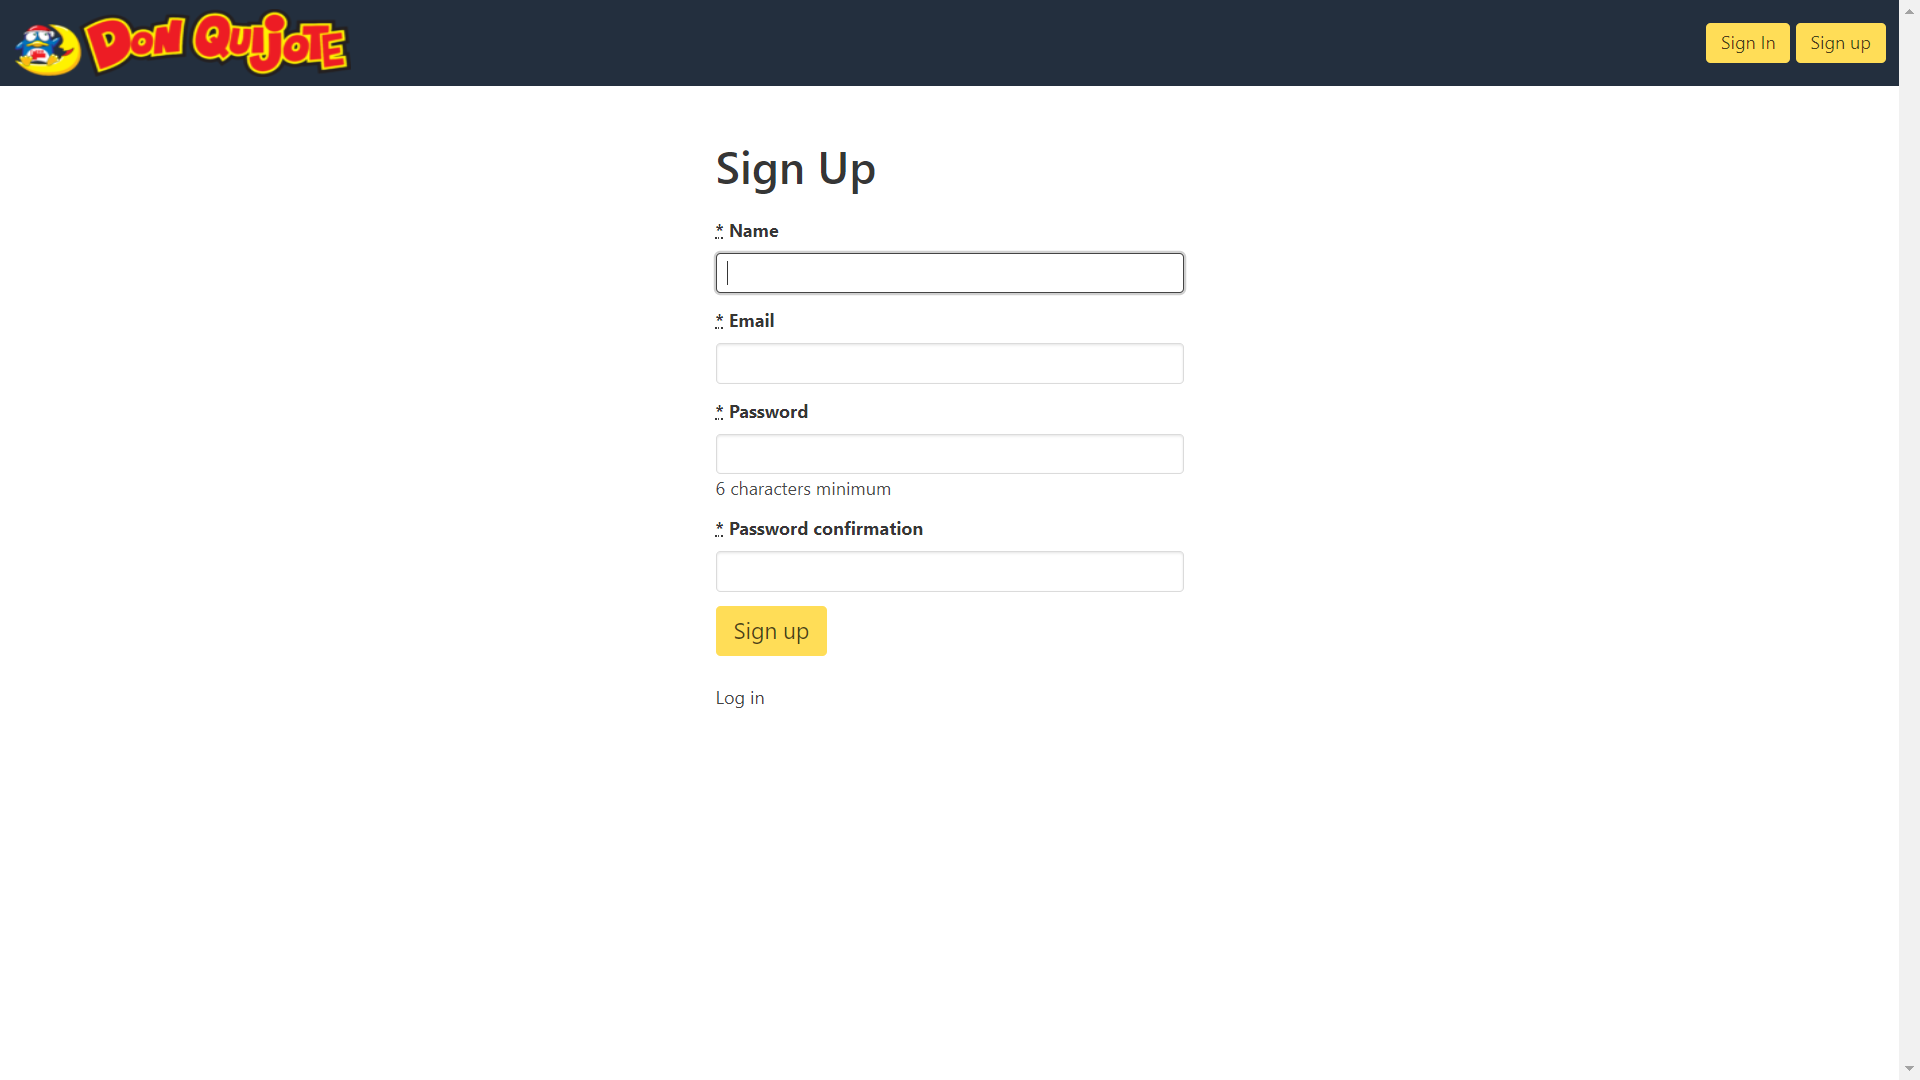 DON QUIJOTE
Sign In
Sign up
Sign Up
* Name
* Email
* Password
6 characters minimum
* Password confirmation
Sign up
Log in